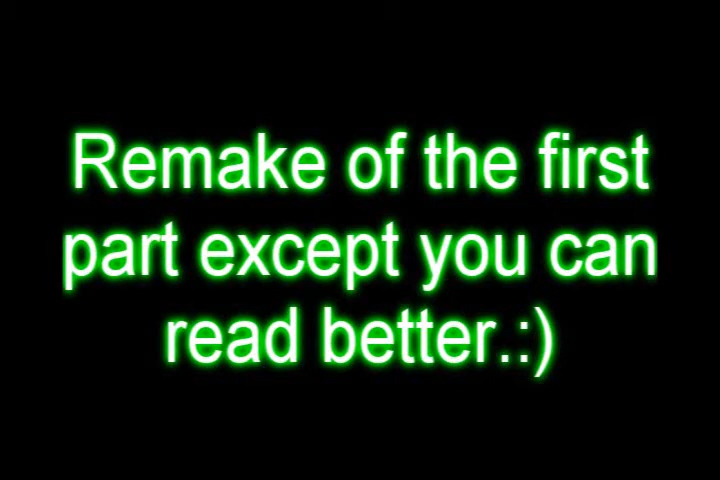 Remake of the first
part except you can
read better.:)